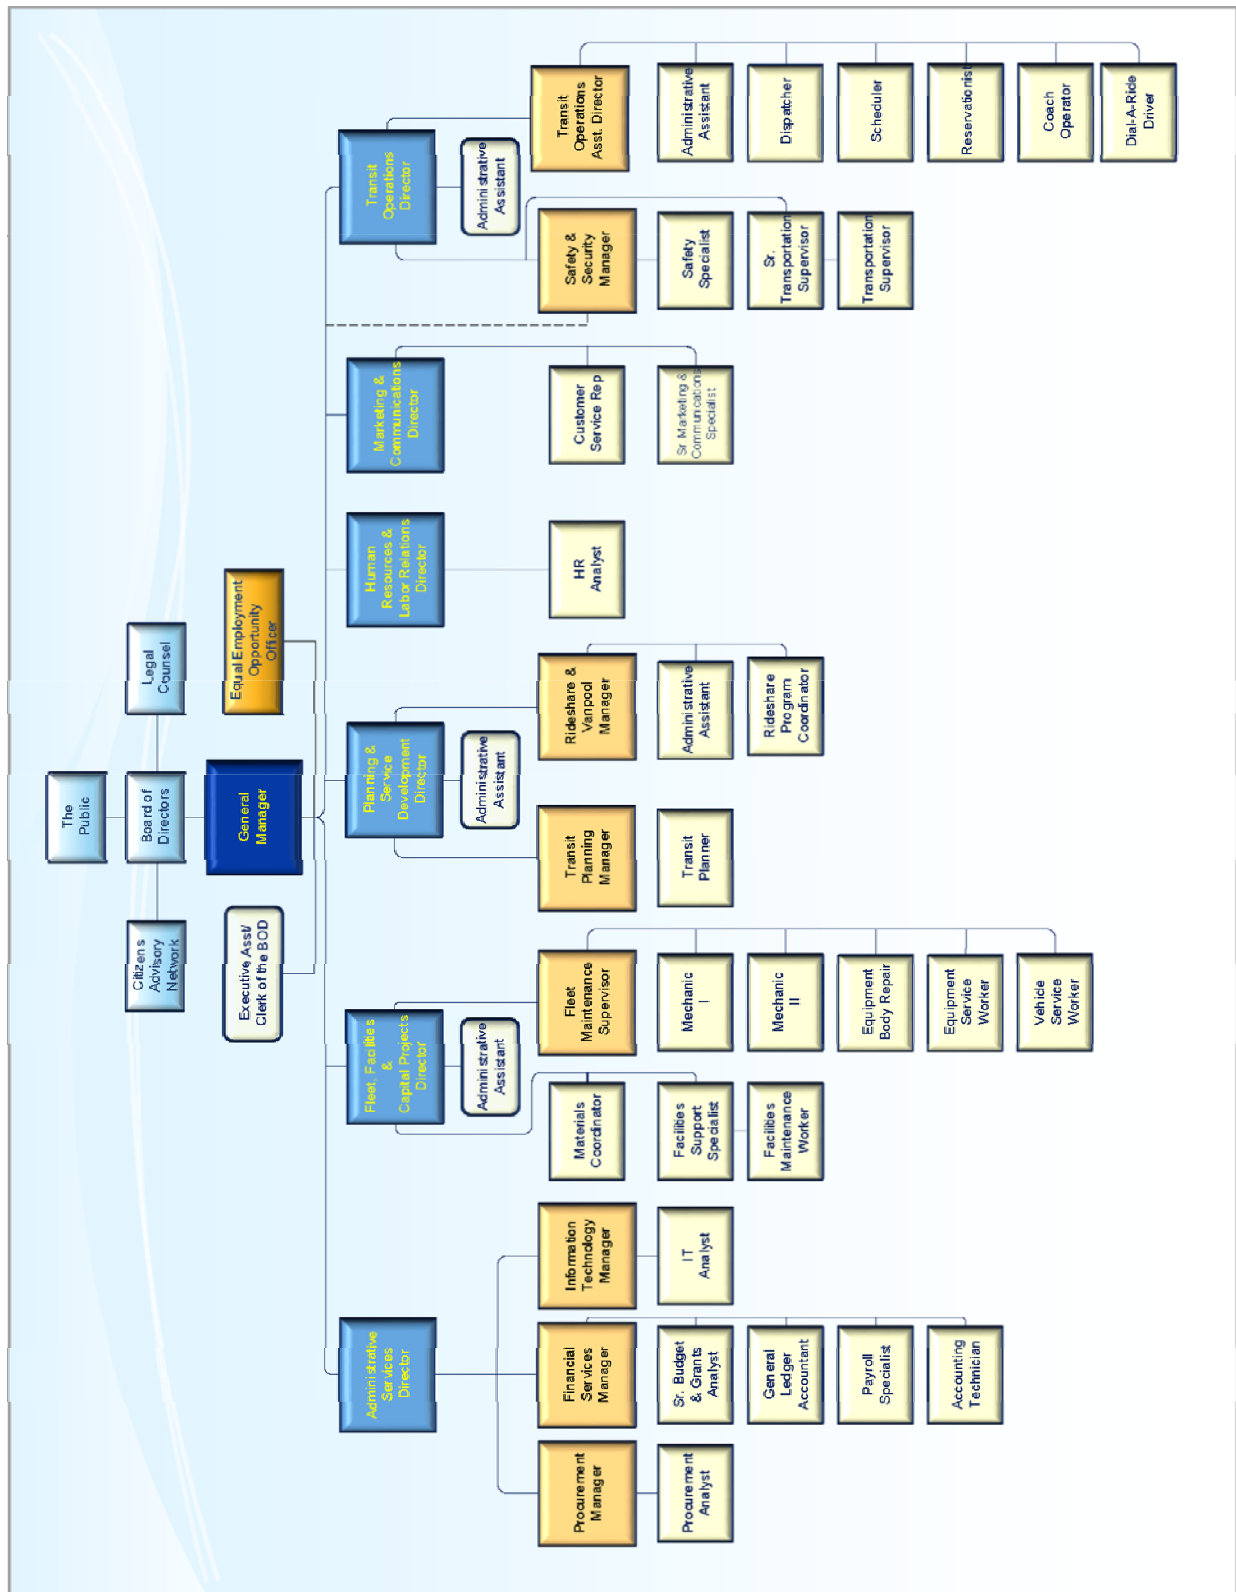 The
Public
Citizens
Advisory
Network
Board of
Directors
Legal
Counsel
Executive Asst/
Clerk of the BOD
General
Manager
Equal Employment
Opportunity
Officer
Administrative
Services
Director
Fleet, Facilities
&
Capital Projects
Director
Planning &
Service
Development
Director
Human
Resources &
Labor Relations
Director
Marketing &
Communications
Director
Transit
Operations
Director
Administrative
Assistant
Administrative
Assistant
Administrative
Assistant
Procurement
Manager
Financial
Services
Manager
Information
Technology
Manager
Materials
Coordinator
Fleet
Maintenance
Supervisor
Transit
Planning
Manager
Rideshare &
Vanpool
Manager
HR
Analyst
Customer
Service Rep
Safety &
Security
Manager
Transit
Operations
Asst. Director
Procurement
Analyst
Sr. Budget
& Grants
Analyst
IT
Analyst
Facilities
Support
Specialist
Mechanic
I
Transit
Planner
Administrative
Assistant
Sr Marketing &
Communications
Specialist
Safety
Specialist
Administrative
Assistant
General
Ledger
Accountant
Facilities
Maintenance
Worker
Mechanic
II
Rideshare
Program
Coordinator
Sr.
Transportation
Supervisor
Dispatcher
Payroll
Specialist
Equipment
Body Repair
Transportation
Supervisor
Scheduler
Accounting
Technician
Equipment
Service
Worker
Reservationist
Vehicle
Service
Worker
Coach
Operator
Dial-A-Ride
Driver